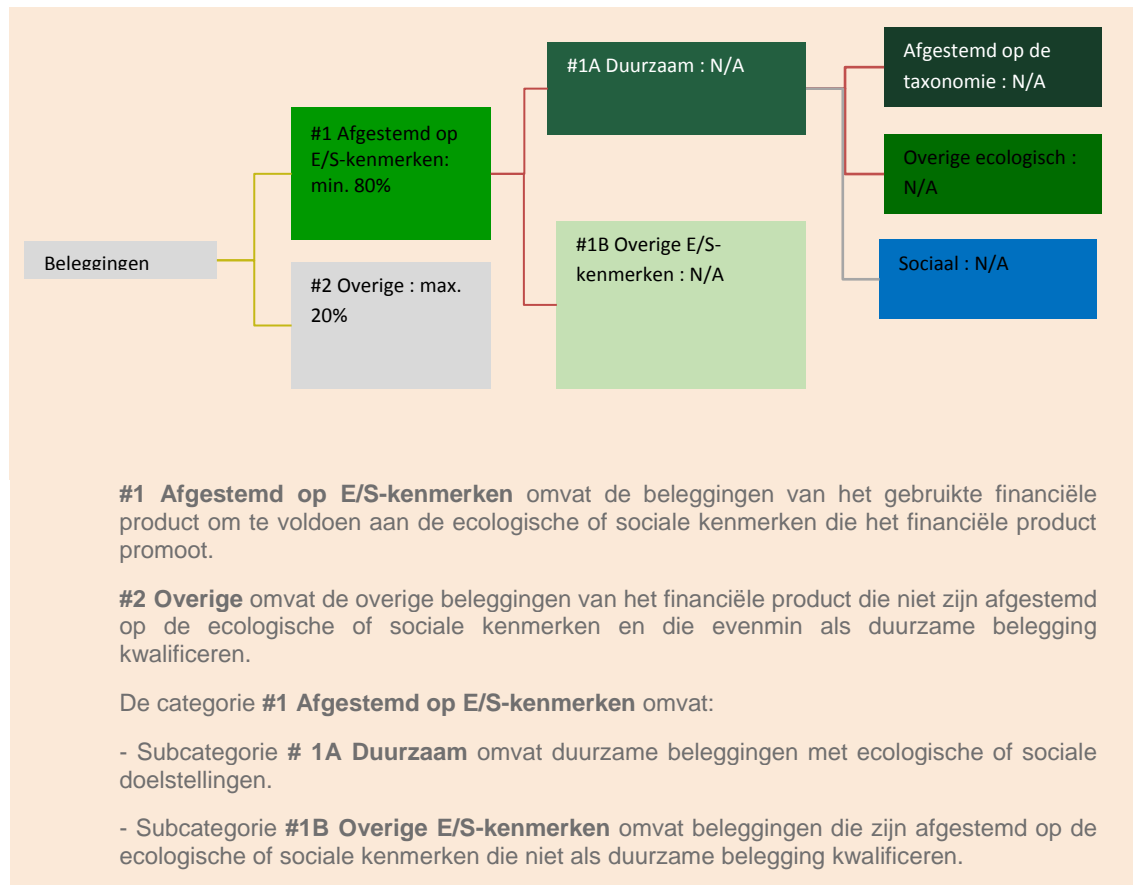 Beleggingen
#1 Afgestemd op
E/S-kenmerken:
min. 80%
#2 Overige : max.
20%
#1A Duurzaam : N/A
#1B Overige E/S-
kenmerken : N/A
Afgestemd op de
taxonomie : N/A
Overige ecologisch :
N/A
Sociaal : N/A
#1 Afgestemd op E/S-kenmerken omvat de beleggingen van het gebruikte financiële
product om te voldoen aan de ecologische of sociale kenmerken die het financiële product
promoot.
#2 Overige omvat de overige beleggingen van het financiële product die niet zijn afgestemd
op de ecologische of sociale kenmerken en die evenmin als duurzame belegging
kwalificeren.
De categorie #1 Afgestemd op E/S-kenmerken omvat:
- Subcategorie # 1A Duurzaam omvat duurzame beleggingen met ecologische of sociale
doelstellingen.
- Subcategorie #1B Overige E/S-kenmerken omvat beleggingen die zijn afgestemd op de
ecologische of sociale kenmerken die niet als duurzame belegging kwalificeren.